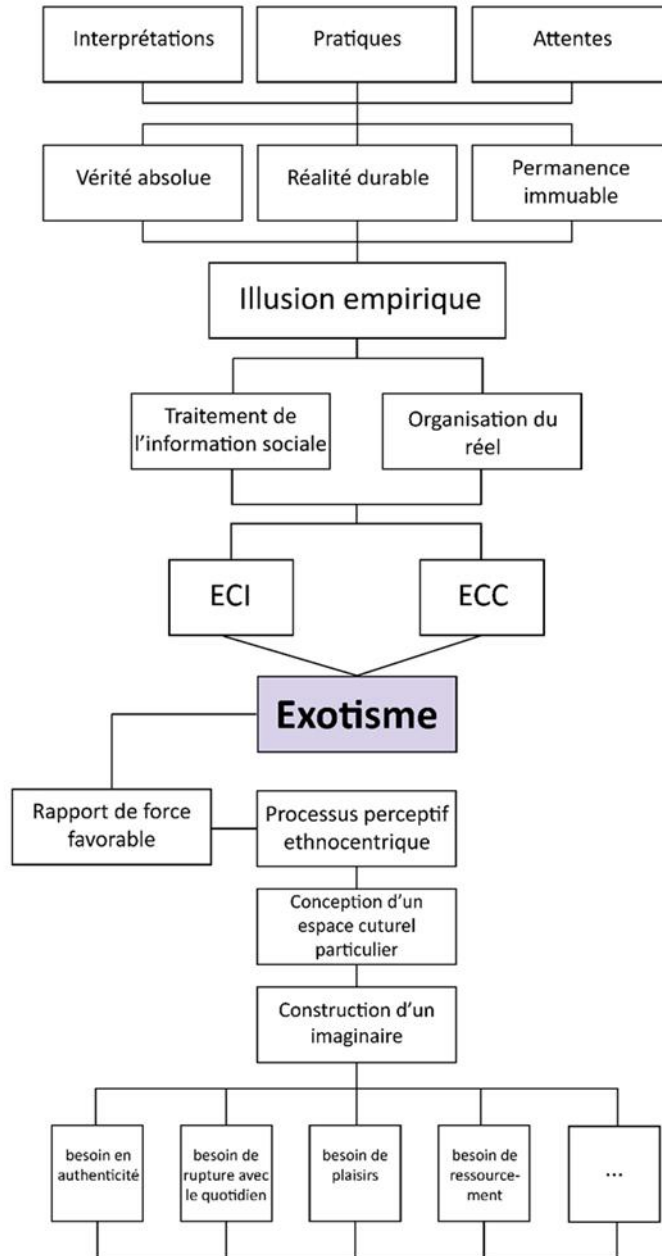 Interprétations
Pratiques
Attentes
Vérité absolue
Réalité durable
Permanence
immuable
Illusion empirique
Traitement de
l'information sociale
Organisation du
réel
ECI
ECC
Exotisme
Rapport de force
favorable
Processus perceptif
ethnocentrique
Conception d'un
espace cuturel
particulier
Construction d'un
imaginaire
besoin en
authenticité
besoin de
rupture avec
le quotidien
besoin de
plaisirs
besoin de
ressource-
ment
...